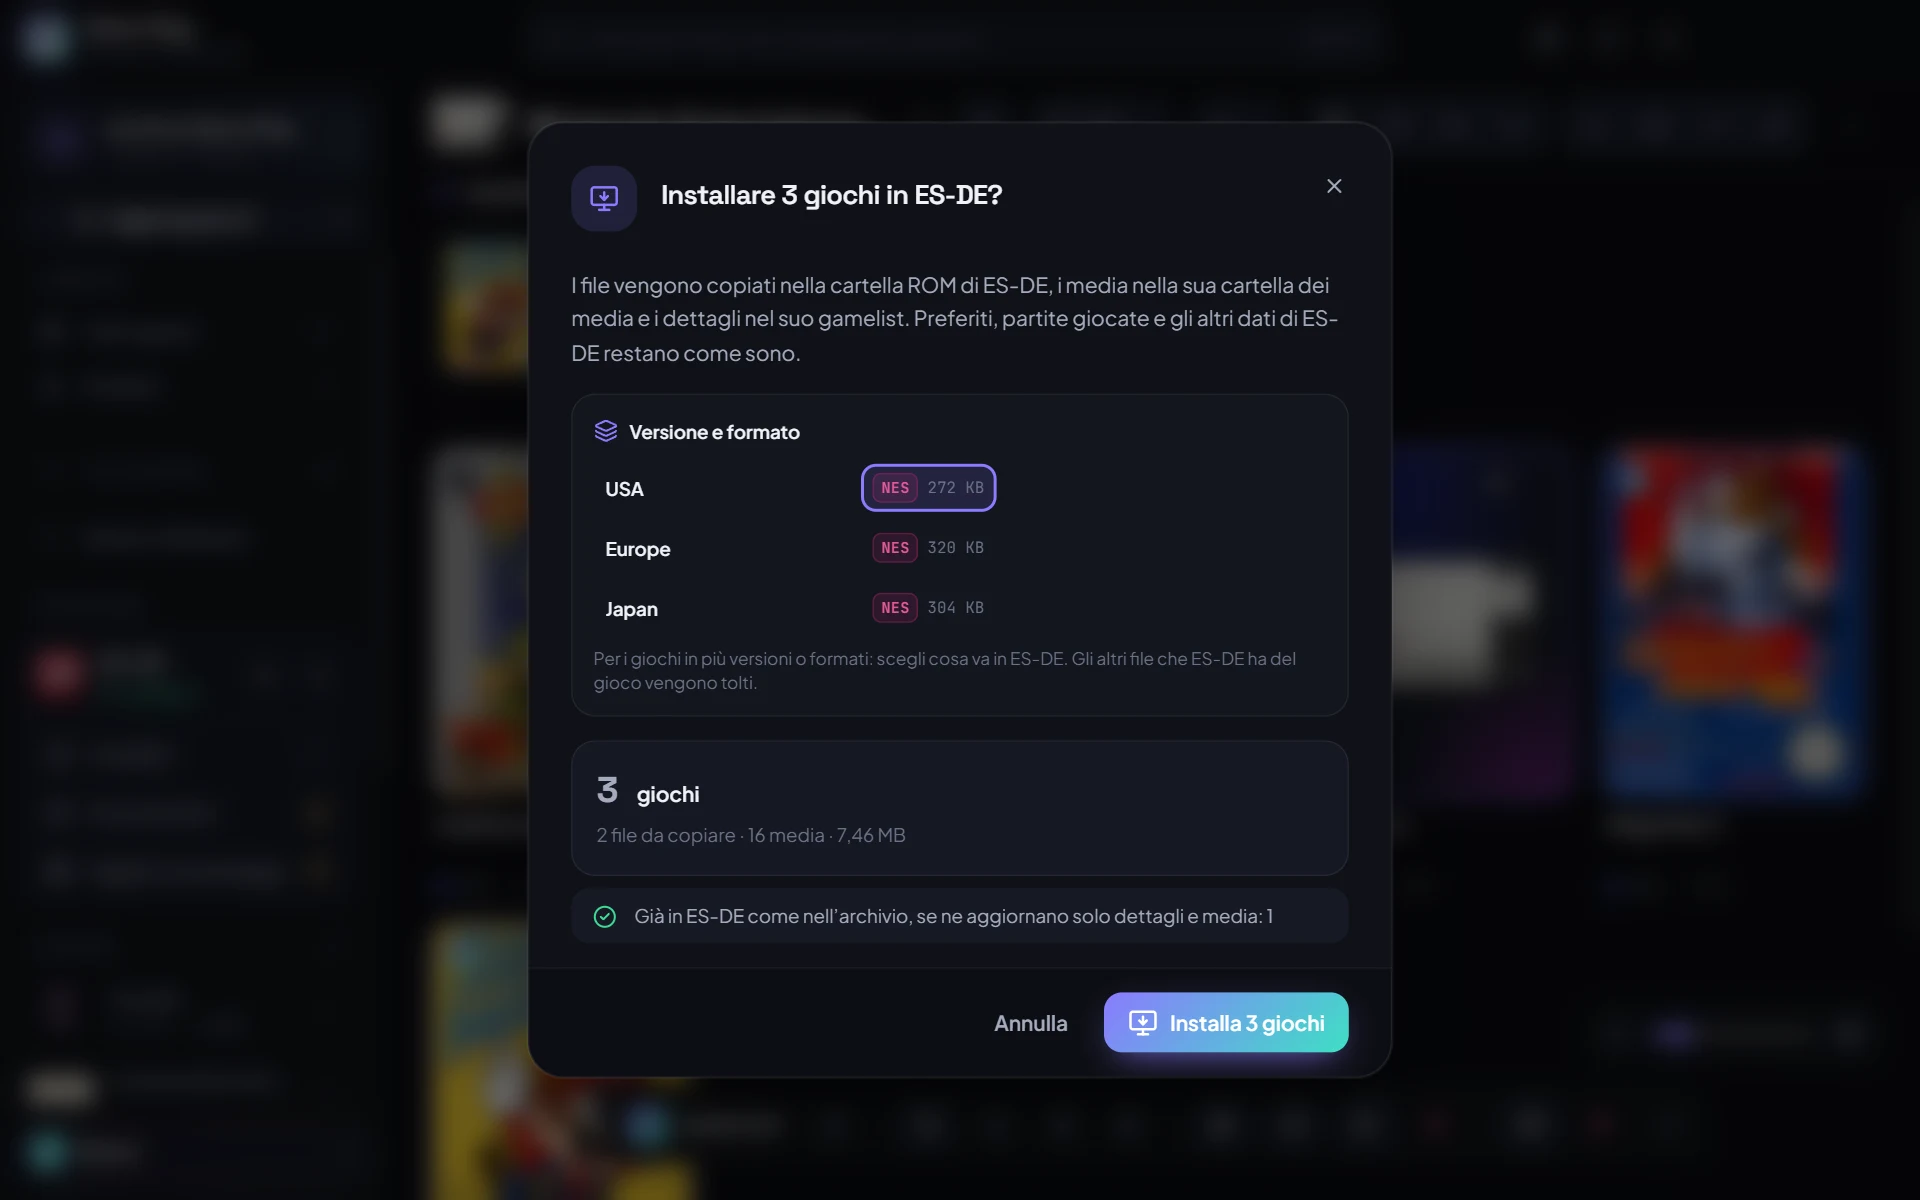 Installare 3 giochi in ES-DE?
I file vengono copiati nella cartella ROM di ES-DE, i media nella sua cartella dei
media e i dettagli nel suo gamelist. Preferiti, partite giocate e gli altri dati di ES-
DE restano come sono.
Versione e formato
USA NES 272 KB
Europe NES 320 KB
Japan NES 304 KB
Per i giochi in più versioni o formati: scegli cosa va in ES-DE. Gli altri file che ES-DE ha del
gioco vengono tolti.
3 giochi
2 file da copiare · 16 media · 7,46 MB
Già in ES-DE come nell’archivio, se ne aggiornano solo dettagli e media: 1
Annulla
Installa 3 giochi